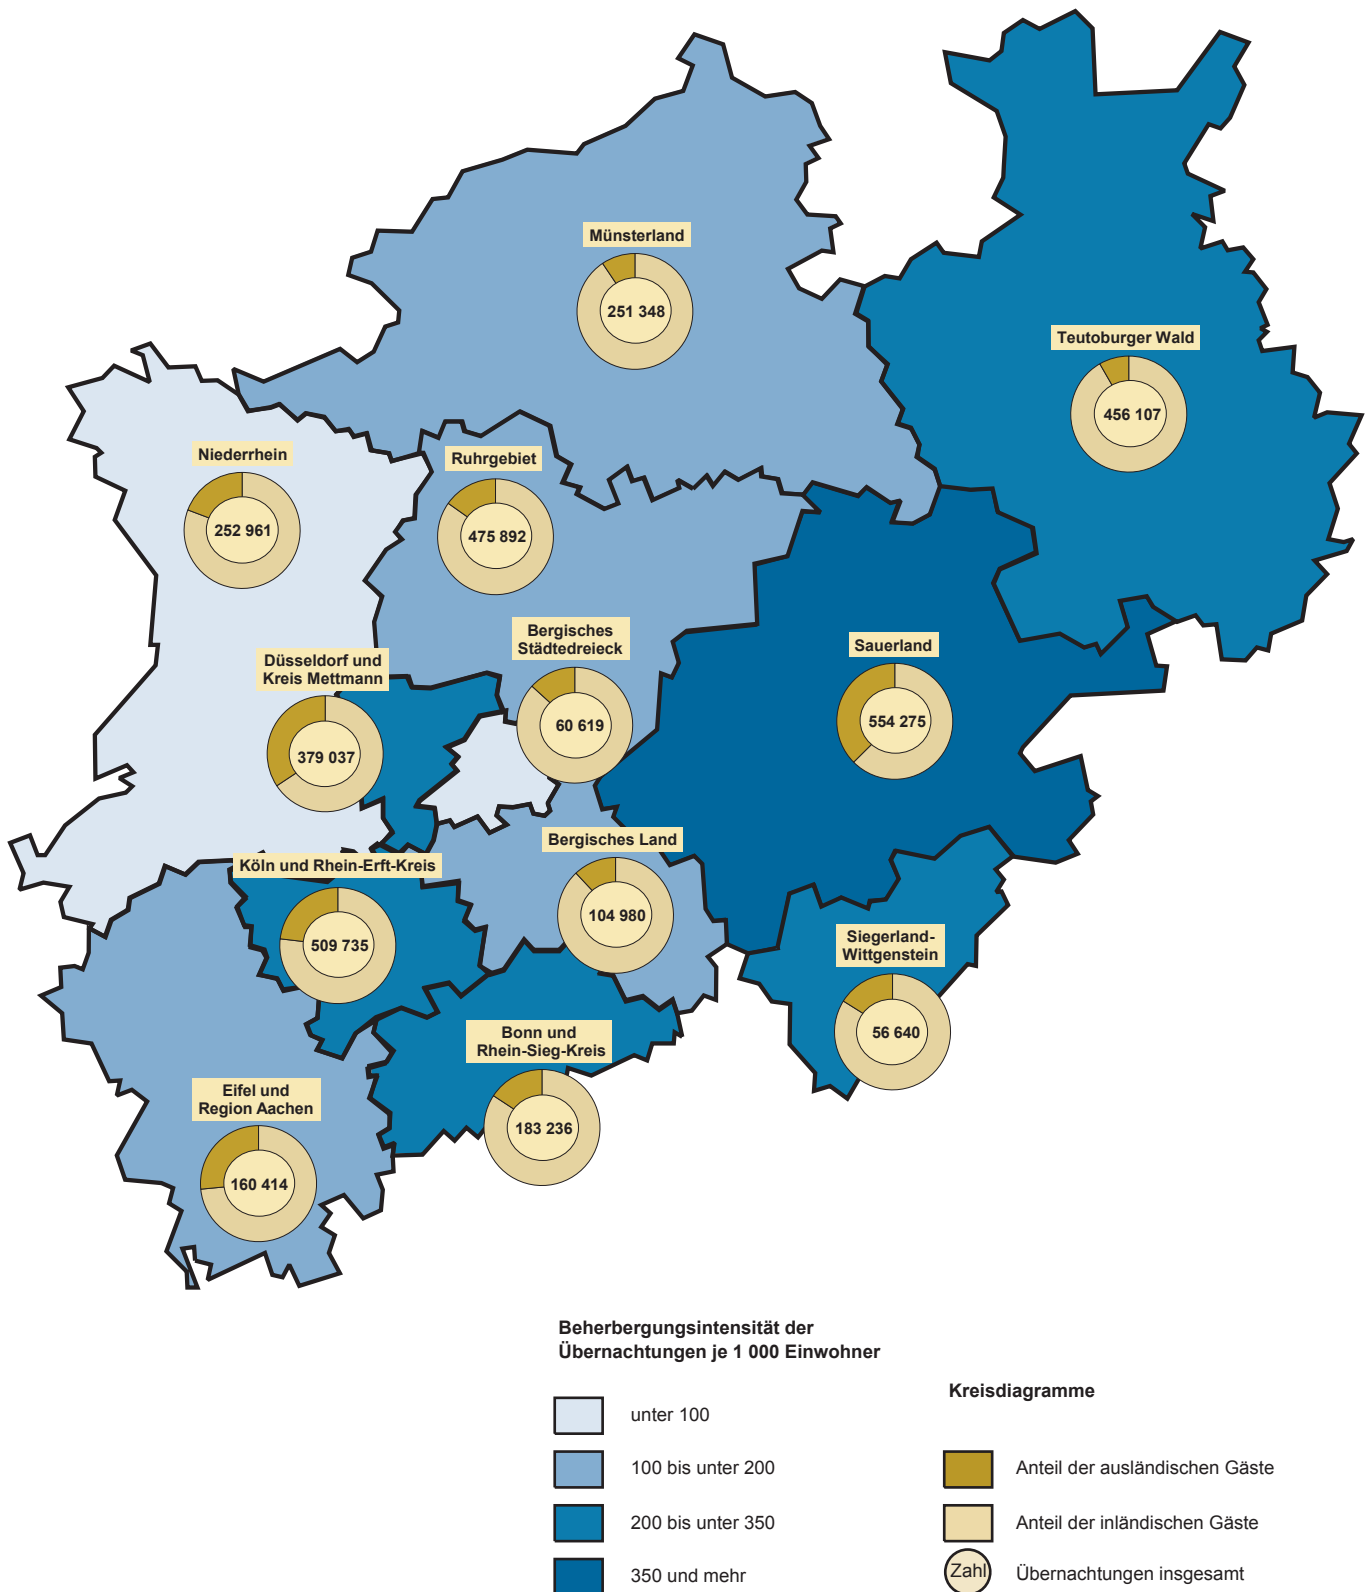 Münsterland
251 348
Teutoburger Wald
456 107
Niederrhein
252 961
Ruhrgebiet
475 892
Bergisches
Städtedreieck
60 619
Sauerland
554 275
Düsseldorf und
Kreis Mettmann
379 037
Bergisches Land
104 980
Köln und Rhein-Erft-Kreis
509 735
Siegerland-
Wittgenstein
56 640
Bonn und
Rhein-Sieg-Kreis
183 236
Eifel und
Region Aachen
160 414
Beherbergungsintensität der
Übernachtungen je 1 000 Einwohner
unter 100
100 bis unter 200
200 bis unter 350
350 und mehr
Kreisdiagramme
Anteil der ausländischen Gäste
Anteil der inländischen Gäste
Zahl Übernachtungen insgesamt